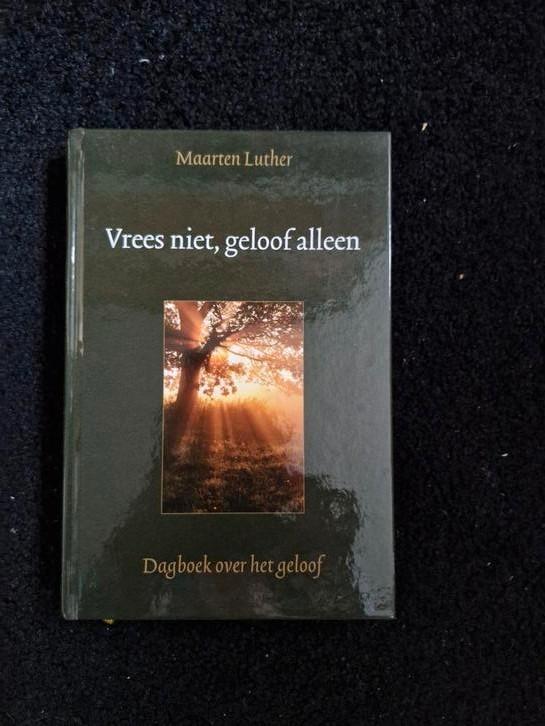 Maarten Luther
Vrees niet, geloof alleen
Dagboek over het geloof